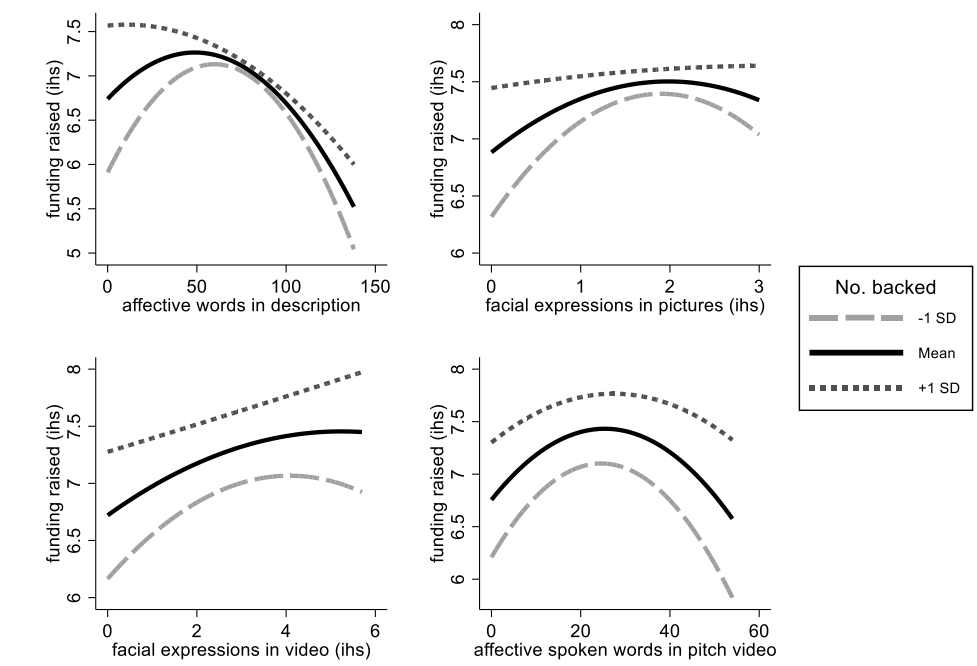 funding raised (ihs)
7.5
7
6.5
6
5.5
5
0 50 100 150
affective words in description
funding raised (ihs)
8
7.5
7
6.5
6
0 1 2 3
facial expressions in pictures (ihs)
No. backed
-1 SD
Mean
+1 SD
funding raised (ihs)
8
7.5
7
6.5
6
0 2 4 6
facial expressions in video (ihs)
funding raised (ihs)
8
7.5
7
6.5
6
0 20 40 60
affective spoken words in pitch video